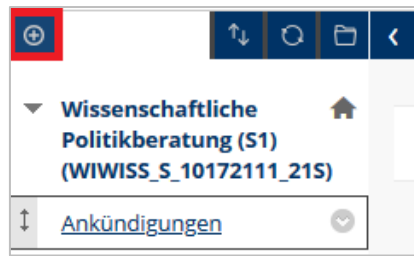 Wissenschaftliche
Politikberatung (S1)
(WIWISS_S_10172111_21S)
Ankündigungen